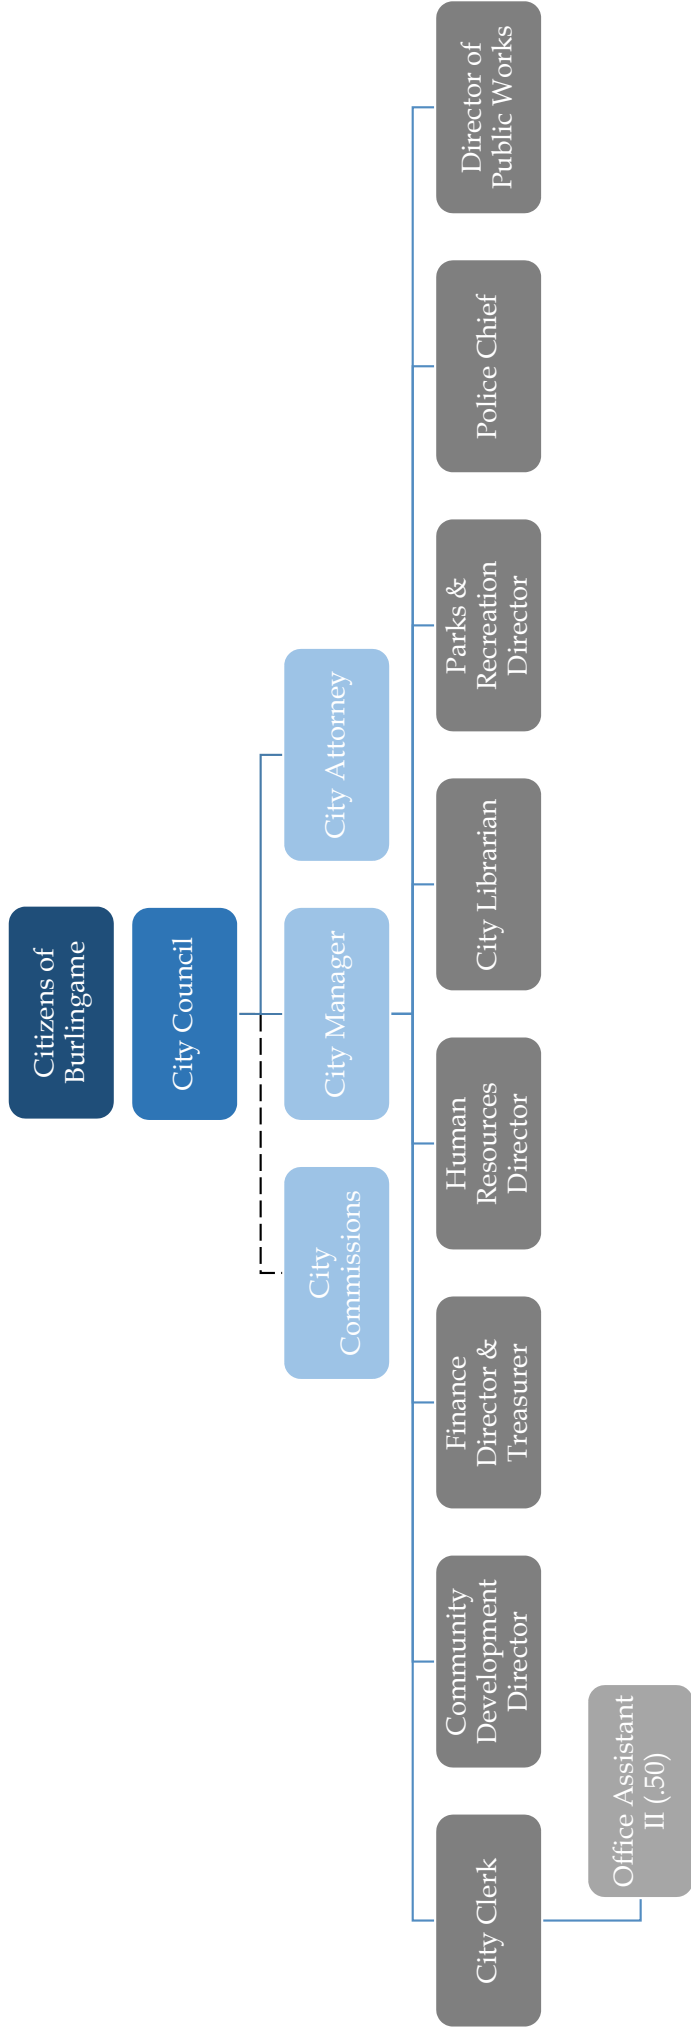 Citizens of
Burlingame
City Council
City
Commissions
City Manager
City Attorney
City Clerk
Community
Development
Director
Finance
Director &
Treasurer
Human
Resources
Director
City Librarian
Parks &
Recreation
Director
Police Chief
Director of
Public Works
Office Assistant
II (.50)